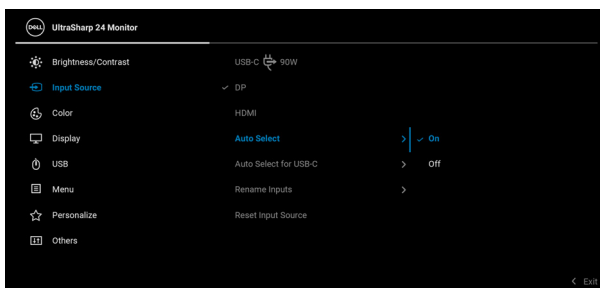 DELL UltraSharp 24 Monitor
Brightness/Contrast USB-C 90W
Input Source DP
Color HDMI
Display Auto Select On
USB Auto Select for USB-C Off
Menu Rename Inputs
Personalize Reset Input Source
Others
Exit